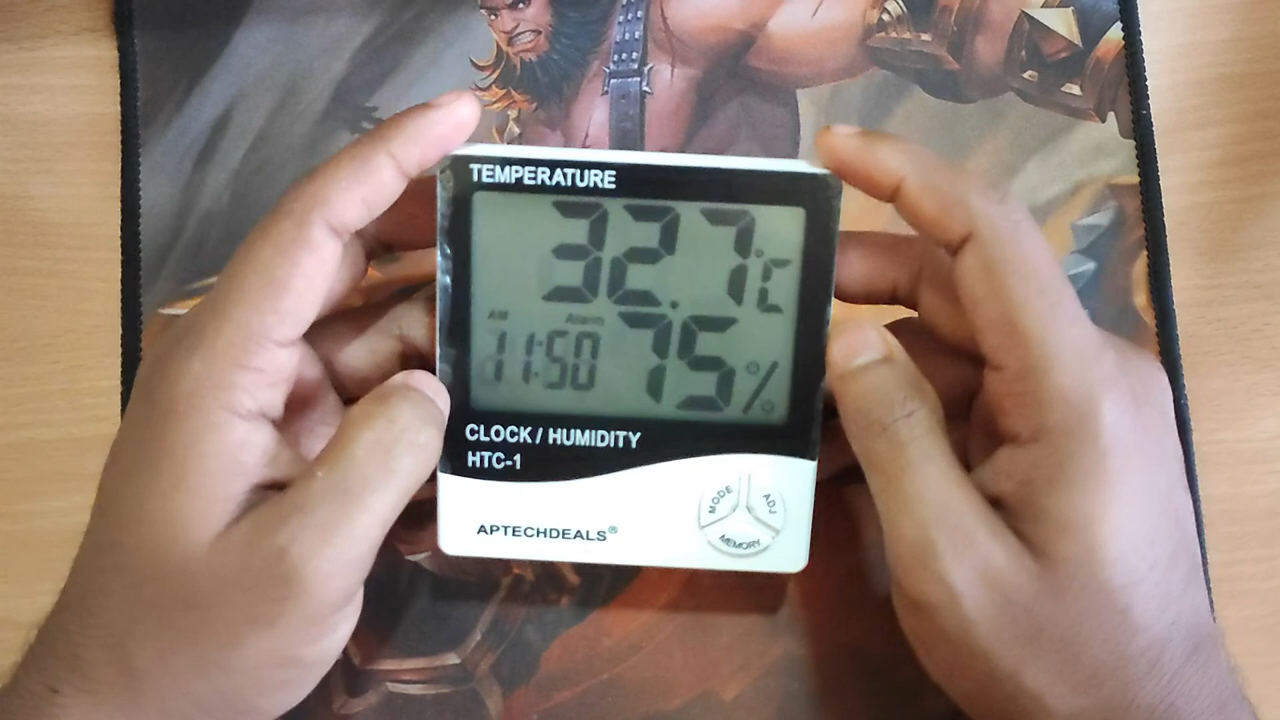 TEMPERATURE
32.7°C
AM Alarm
11:50 75%
CLOCK / HUMIDITY
HTC-1
MODE ADJ
MEMORY
APTECHDEALS®